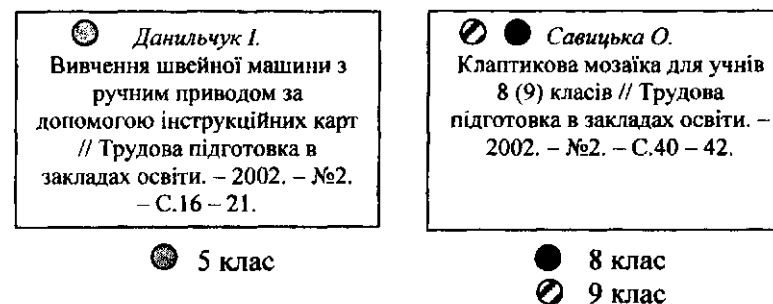 Данильчук І.
Вивчення швейної машини з
ручним приводом за
допомогою інструкційних карт
// Трудова підготовка в
закладах освіти. – 2002. – №2.
– С.16 – 21.
5 клас
Савицька О.
Клаптикова мозаїка для учнів
8 (9) класів // Трудова
підготовка в закладах освіти. –
2002. – №2. – С.40 – 42.
8 клас
9 клас